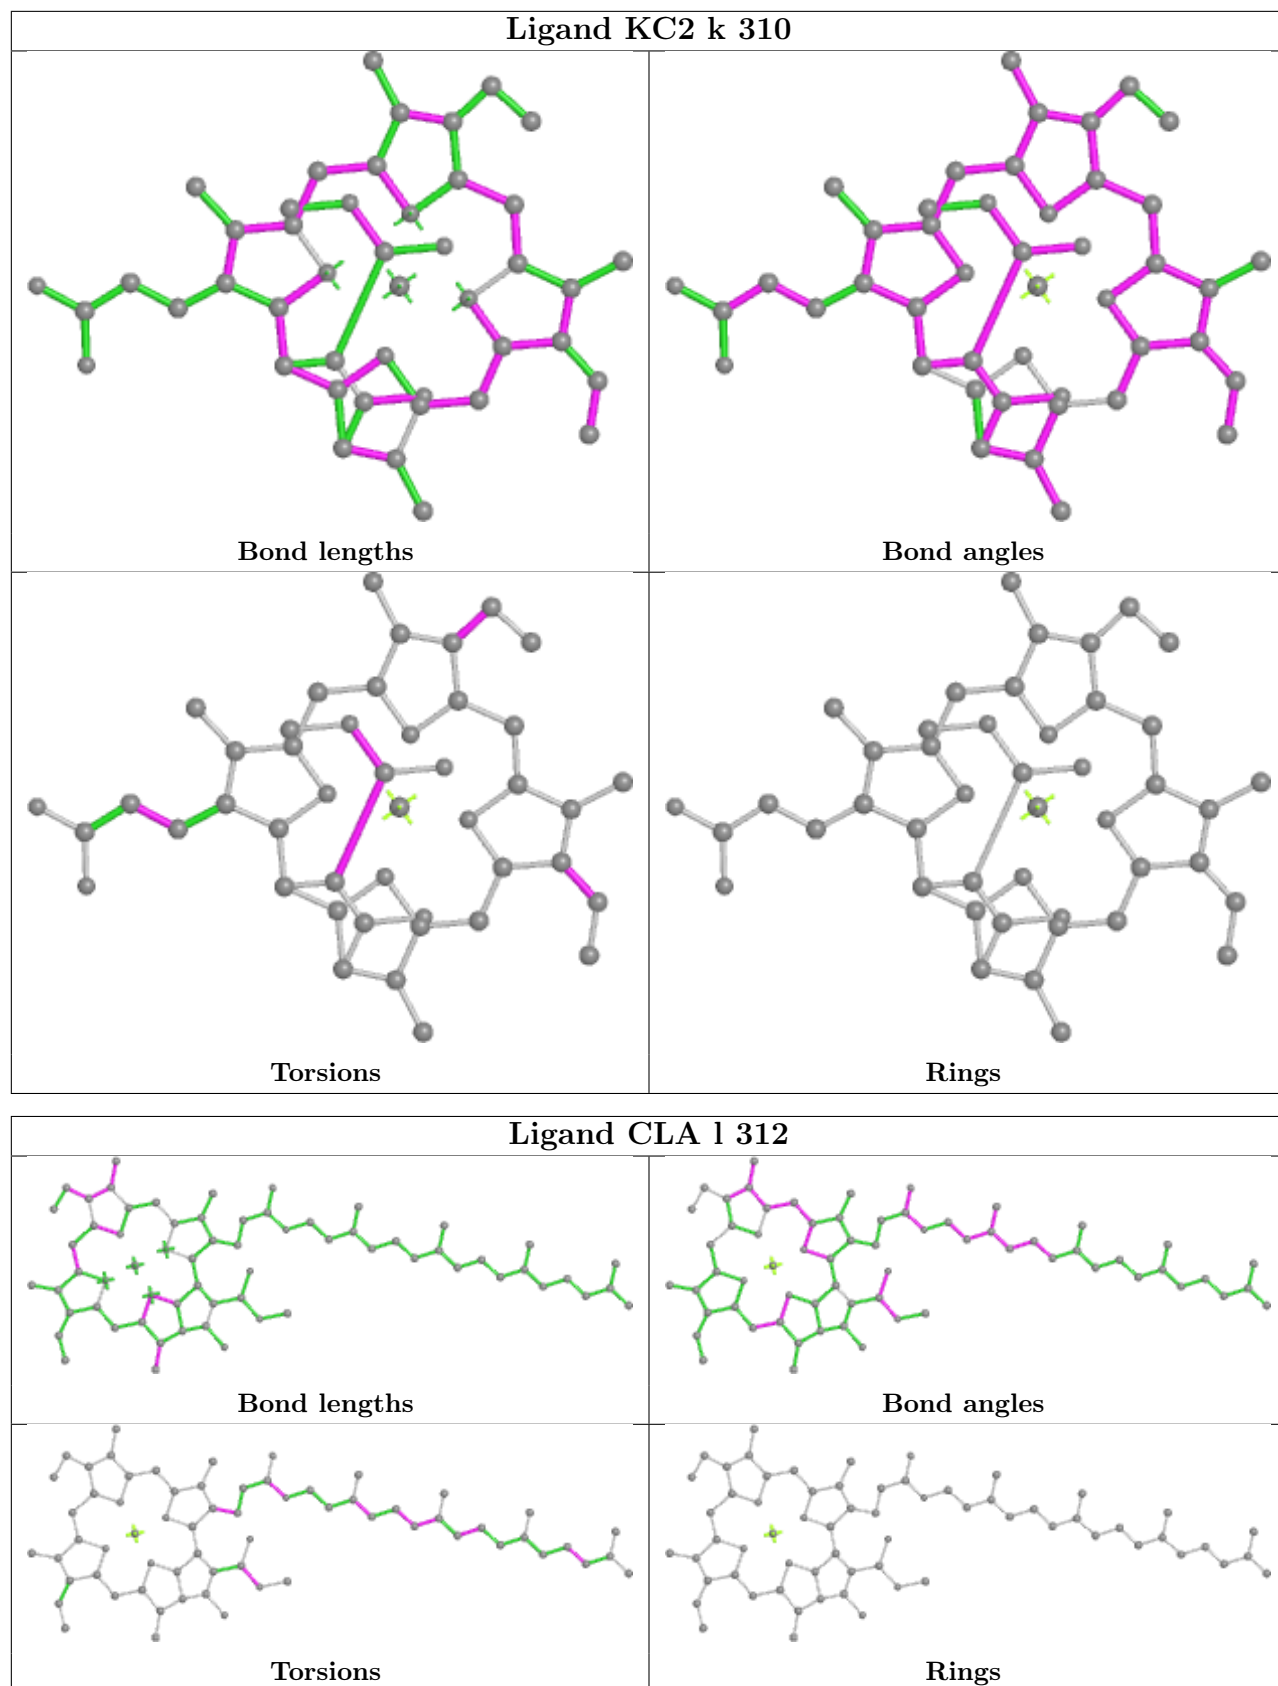 Ligand KC2 k 310
Bond lengths
Bond angles
Torsions
Rings
Ligand CLA l 312
Bond lengths
Bond angles
Torsions
Rings